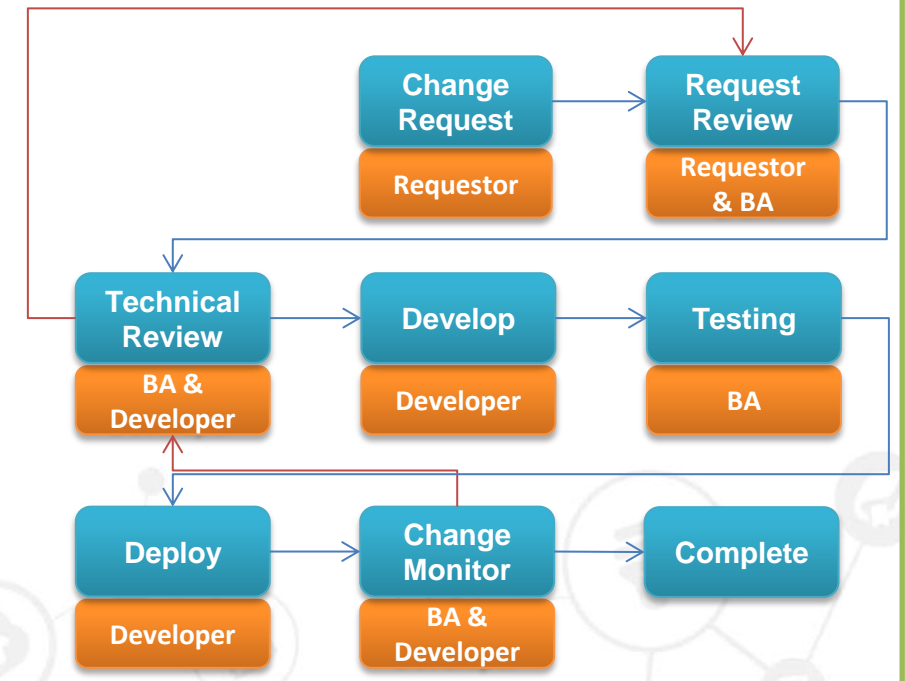 Change
Request
Requestor
Request
Review
Requestor
& BA
Technical
Review
BA &
Developer
Develop
Developer
Testing
BA
Deploy
Developer
Change
Monitor
BA &
Developer
Complete